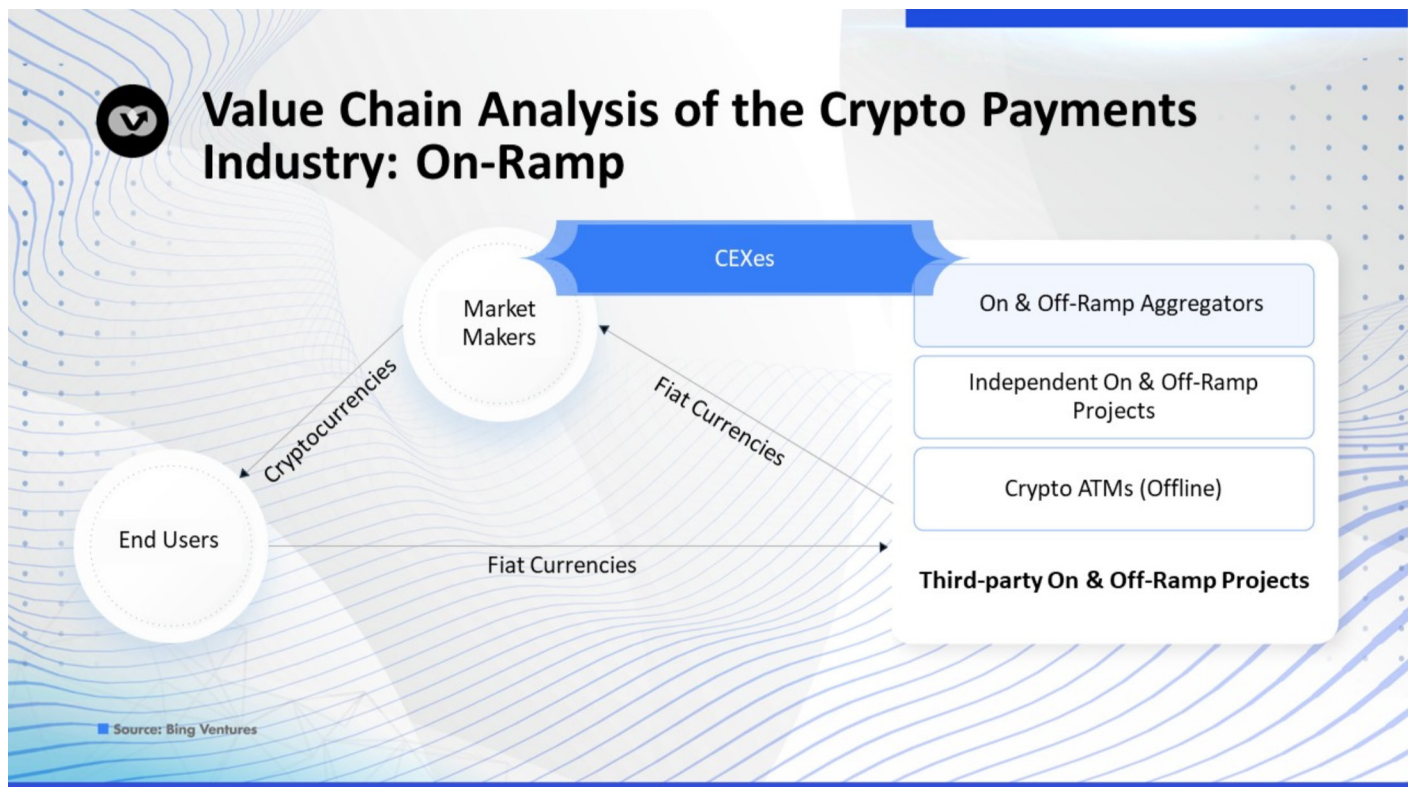 Value Chain Analysis of the Crypto Payments
Industry: On-Ramp
CEXes
Market
Makers
On & Off-Ramp Aggregators
Independent On & Off-Ramp
Projects
Crypto ATMs (Offline)
Third-party On & Off-Ramp Projects
Cryptocurrencies
Fiat Currencies
End Users
Fiat Currencies
Source: Bing Ventures